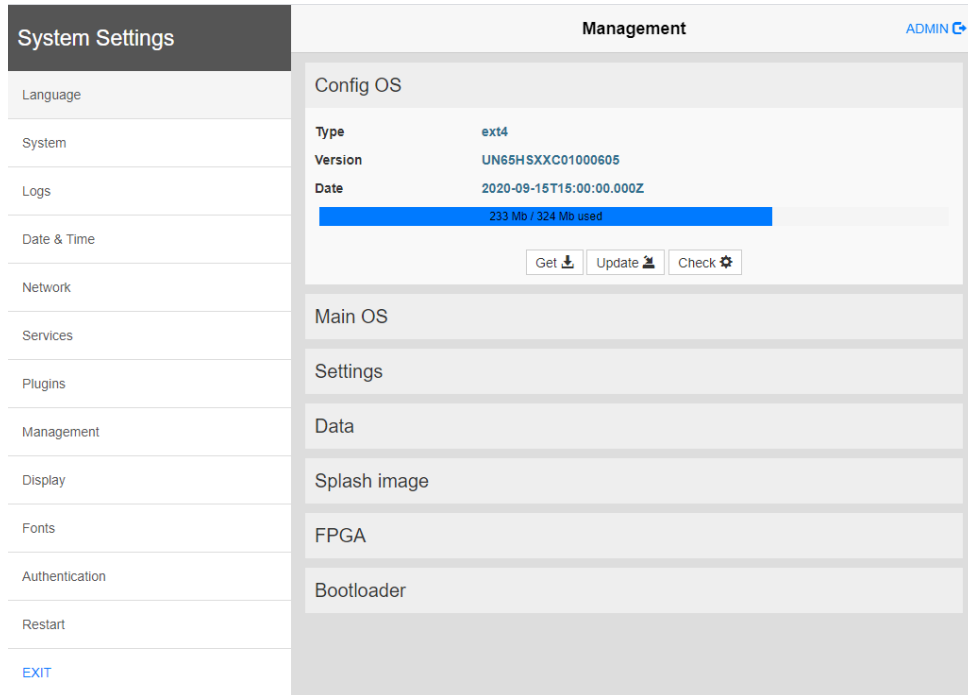 System Settings
Language
System
Logs
Date & Time
Network
Services
Plugins
Management
Display
Fonts
Authentication
Restart
EXIT
Management
ADMIN
Config OS
Type ext4
Version UN65HSXXC01000605
Date 2020-09-15T15:00:00.000Z
233 Mb / 324 Mb used
Get Update Check
Main OS
Settings
Data
Splash image
FPGA
Bootloader